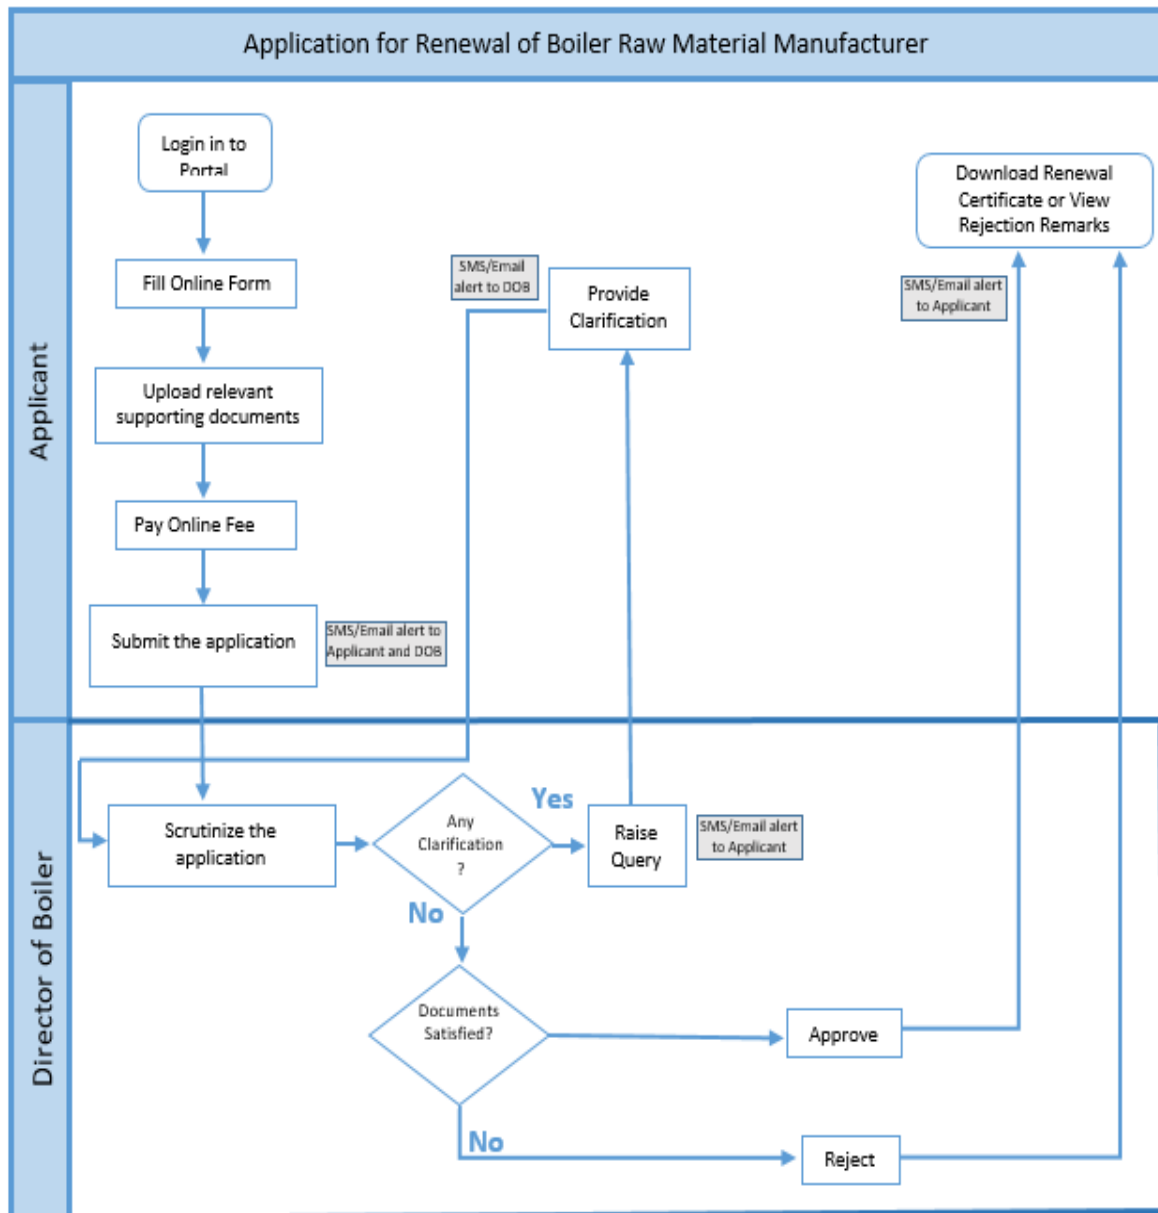 Application for Renewal of Boiler Raw Material Manufacturer
Applicant
Login in to
Portal
Fill Online Form
Upload relevant
supporting documents
Pay Online Fee
Submit the application
SMS/Email alert to
Applicant and DOB
SMS/Email
alert to DOB
Provide
Clarification
Download Renewal
Certificate or View
Rejection Remarks
SMS/Email alert
to Applicant
Director of Boiler
Scrutinize the
application
Any
Clarification
?
Yes
Raise
Query
SMS/Email alert
to Applicant
No
Documents
Satisfied?
Approve
No
Reject